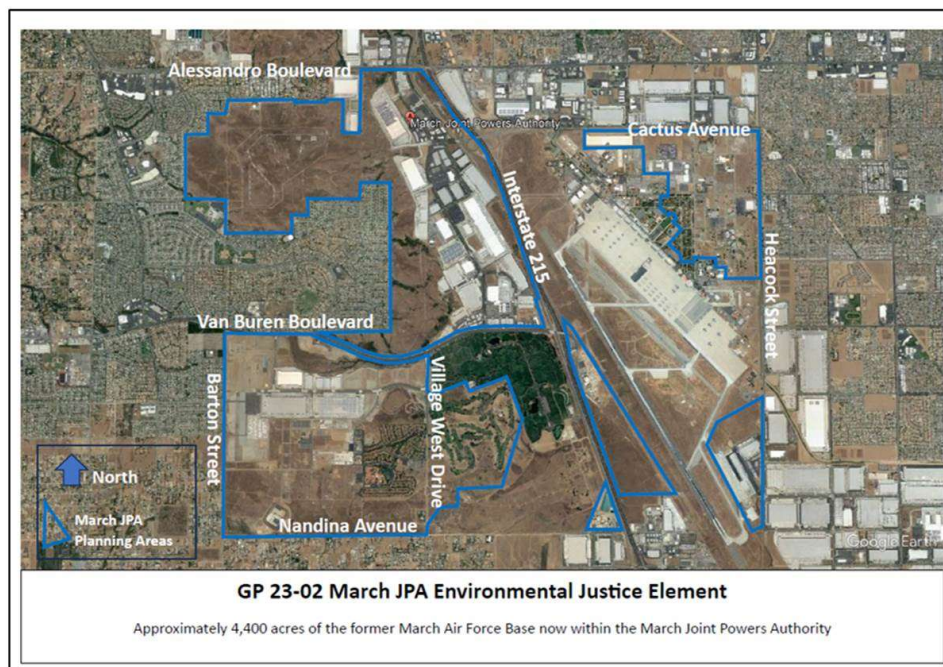 Alessandro Boulevard
March Joint Powers Authority
Cactus Avenue
Interstate 215
Heacock Street
Van Buren Boulevard
Barton Street
Village West Drive
North
March JPA
Planning Areas
Nandina Avenue
Google Earth
GP 23-02 March JPA Environmental Justice Element
Approximately 4,400 acres of the former March Air Force Base now within the March Joint Powers Authority